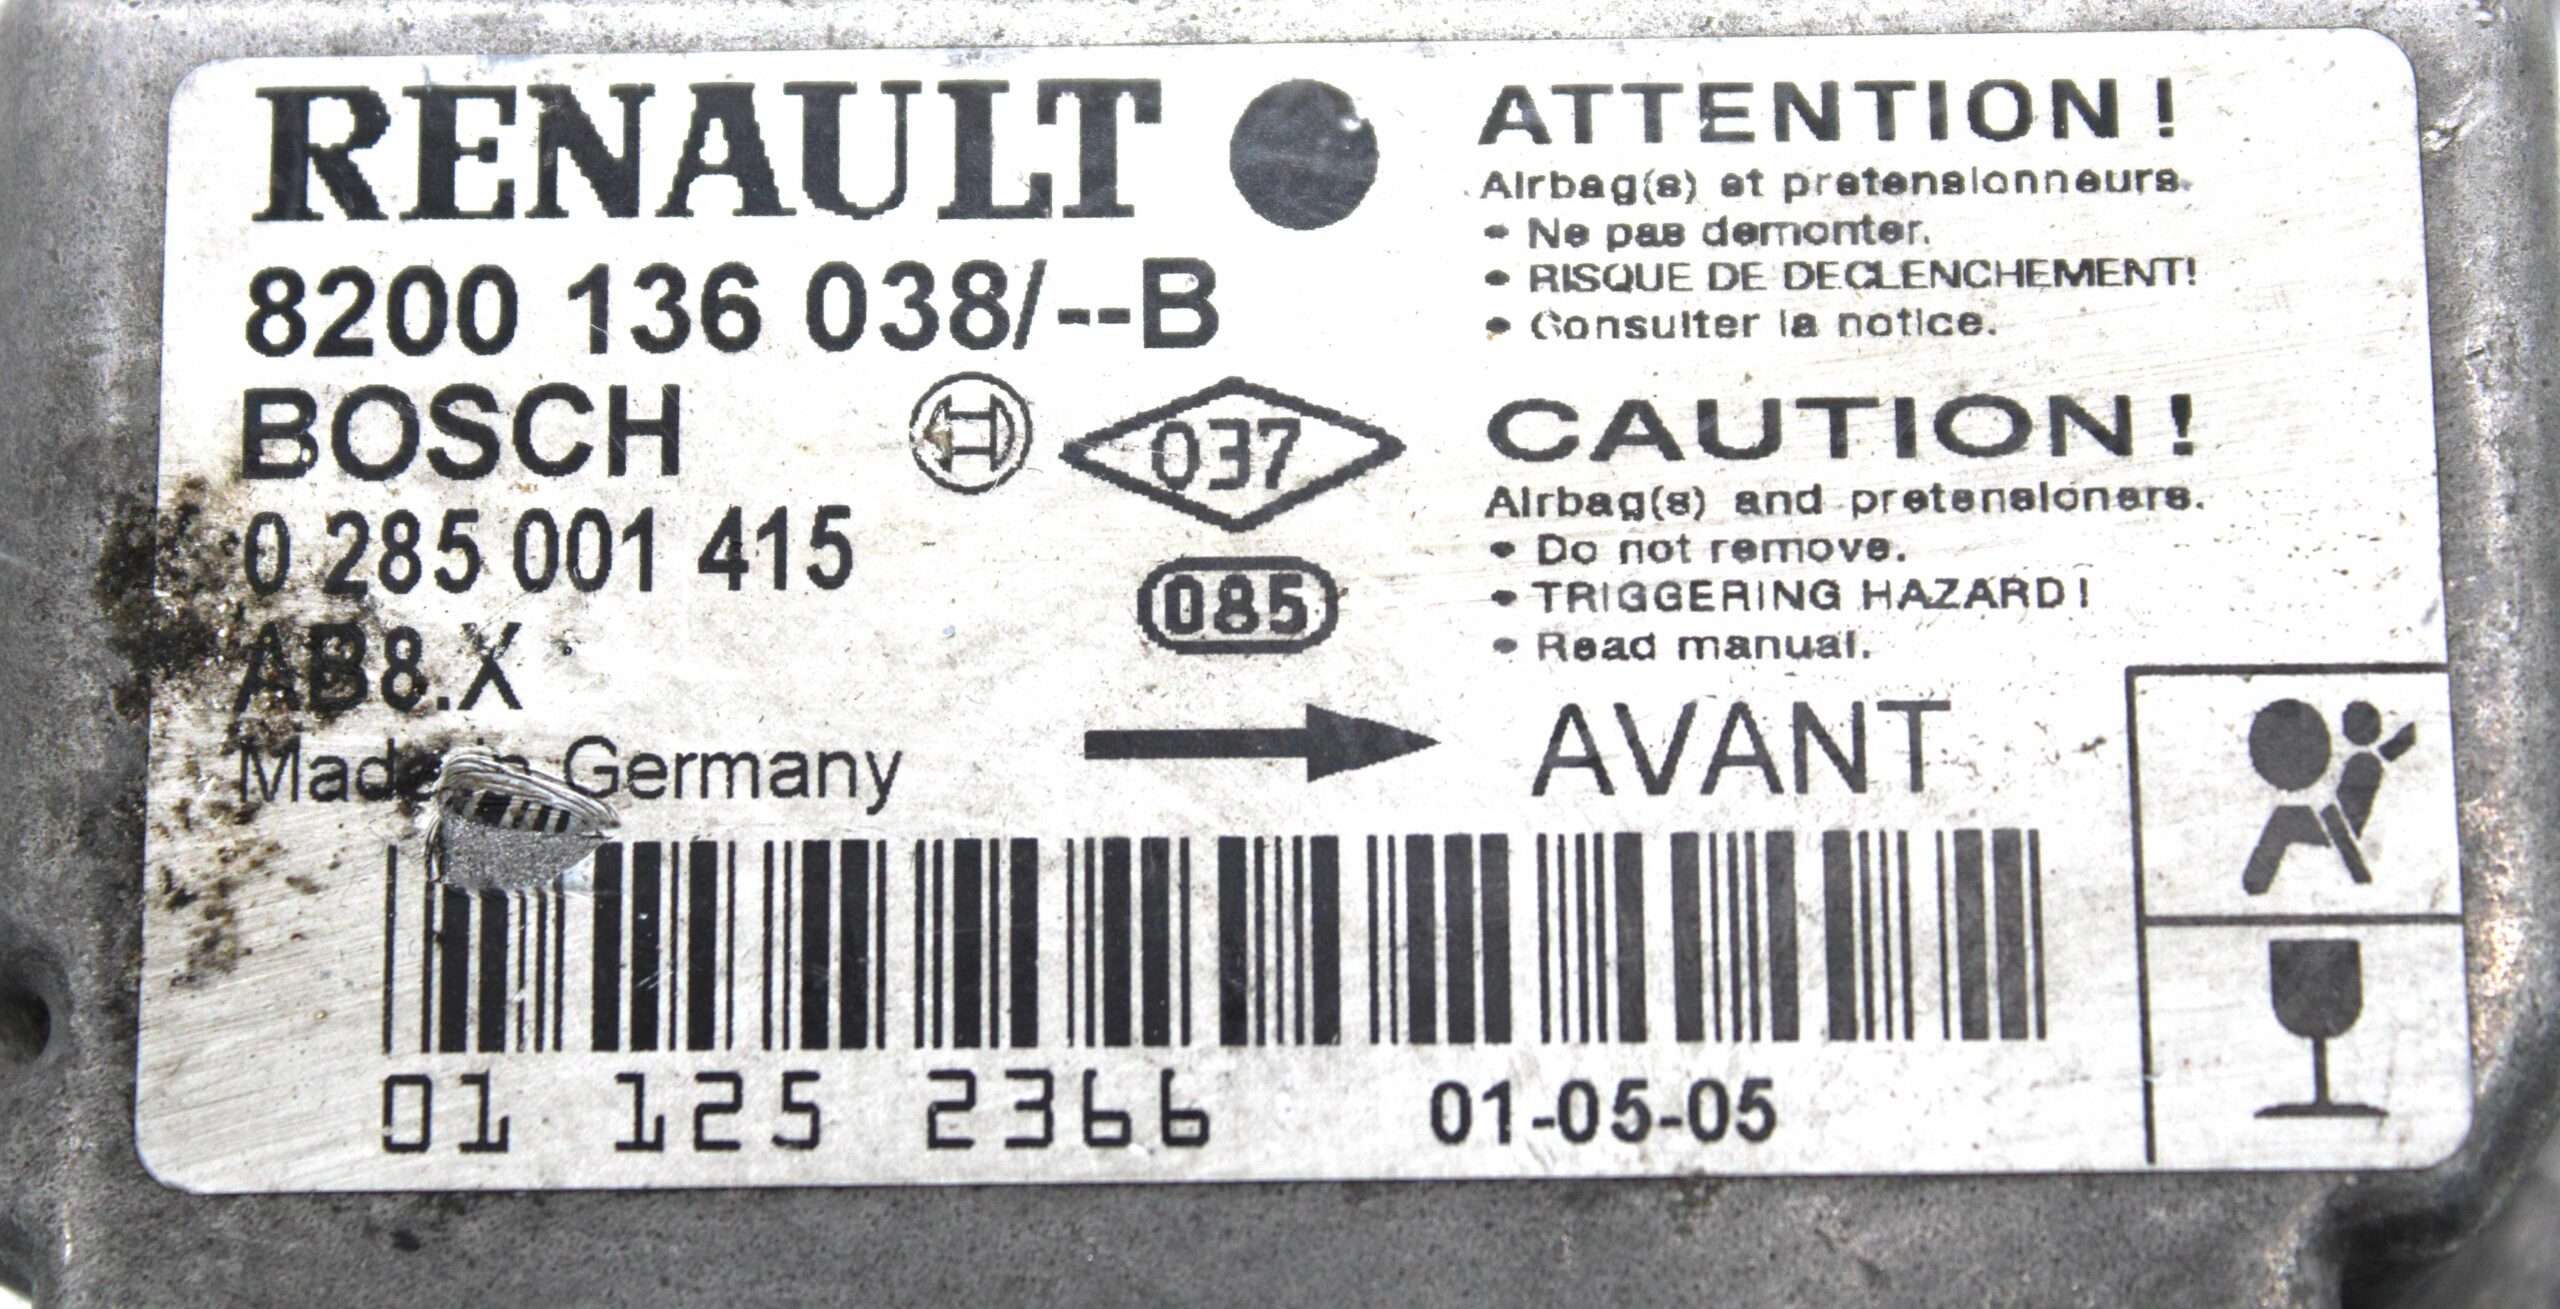 RENAULT
8200 136 038/--B
BOSCH
037
0 285 001 415
085
AB8.X
Made in Germany
ATTENTION !
Airbag(s) et pretensionneurs.
• Ne pas demonter.
• RISQUE DE DECLENCHEMENT!
• Consulter la notice.
CAUTION !
Airbag(s) and pretensioners.
• Do not remove.
• TRIGGERING HAZARD !
• Read manual.
AVANT
01 125 2366
01-05-05